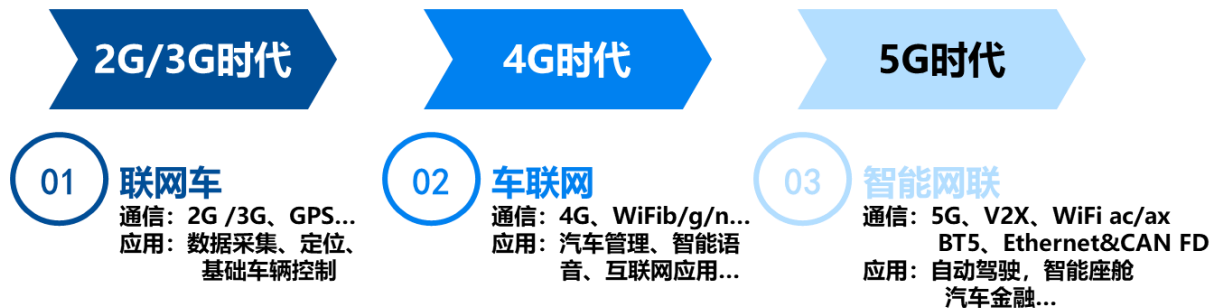 2G/3G时代
4G时代
5G时代
01
联网车
通信：2G /3G、GPS...
应用：数据采集、定位、
基础车辆控制
02
车联网
通信：4G、WiFib/g/n...
应用：汽车管理、智能语
音、互联网应用...
03
智能网联
通信：5G、V2X、WiFi ac/ax
BT5、Ethernet&CAN FD
应用：自动驾驶，智能座舱
汽车金融...